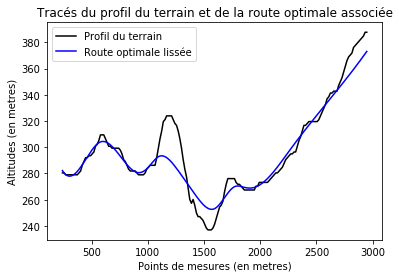 Tracés du profil du terrain et de la route optimale associée
Profil du terrain
Route optimale lissée
Altitudes (en metres)
380
360
340
320
300
280
260
240
500
1000
1500
2000
2500
3000
Points de mesures (en metres)